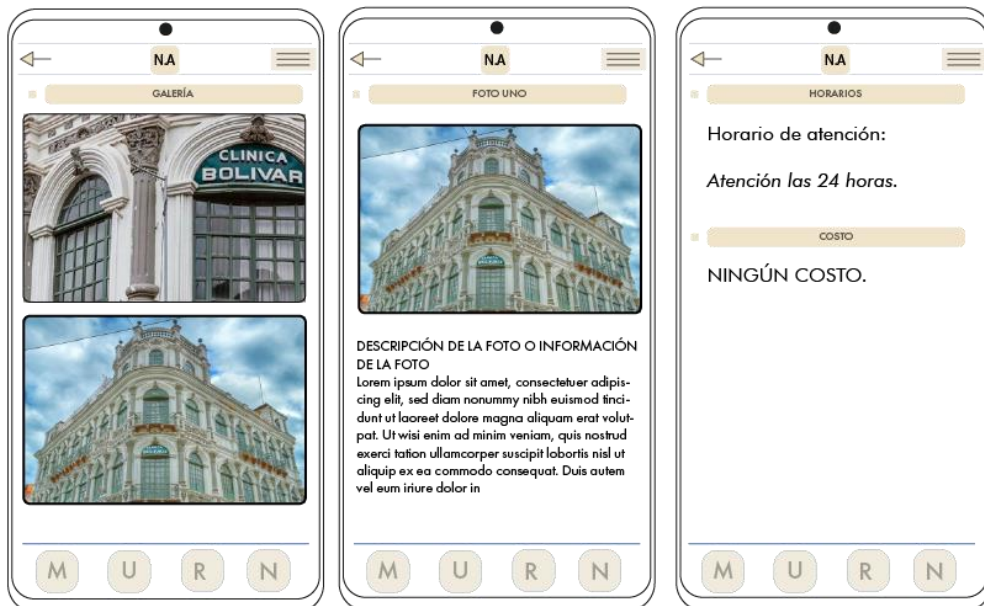 N.A
GALERÍA
CLINICA
BOLIVAR
M U R N
N.A
FOTO UNO
DESCRIPCIÓN DE LA FOTO O INFORMACIÓN
DE LA FOTO
Lorem ipsum dolor sit amet, consectetuer adipis-
cing elit, sed diam nonummy nibh euismod tinci-
dunt ut laoreet dolore magna aliquam erat volut-
pat. Ut wisi enim ad minim veniam, quis nostrud
exerci tation ullamcorper suscipit lobortis nisl ut
aliquip ex ea commodo consequat. Duis autem
vel eum iriure dolor in
M U R N
N.A
HORARIOS
Horario de atención:
Atención las 24 horas.
COSTO
NINGÚN COSTO.
M U R N